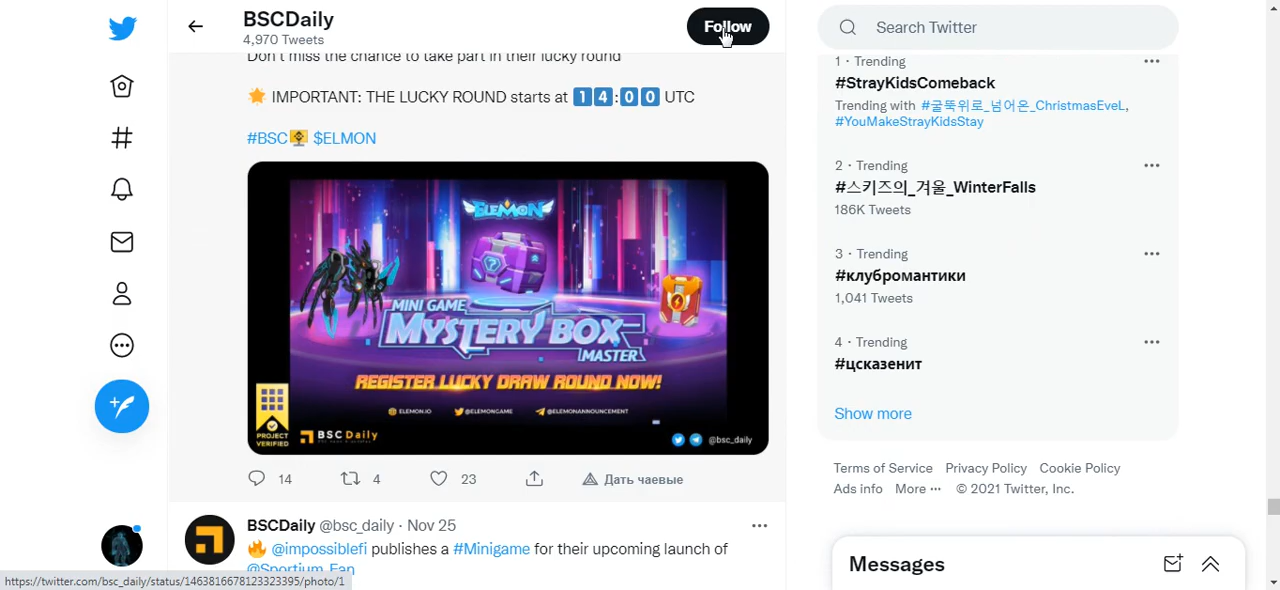 BSCDaily
4,970 Tweets
Follow
Don't miss the chance to take part in their lucky round
🌟 IMPORTANT: THE LUCKY ROUND starts at 1️⃣4️⃣:0️⃣0️⃣ UTC
#BSC $ELMON
ELEMON
MINI GAME
MYSTERY BOX
MASTER
REGISTER LUCKY DRAW ROUND NOW!
ELEMON.IO @ELEMONGAME @ELEMONANNOUNCEMENT
PROJECT
VERIFIED
BSC Daily
@bsc_daily
14 4 23 Дать чаевые
BSCDaily @bsc_daily · Nov 25 ···
🔥 @impossiblefi publishes a #Minigame for their upcoming launch of
@Sportium_Fan
https://twitter.com/bsc_daily/status/1463816678123323395/photo/1
Search Twitter
1 · Trending
#StrayKidsComeback
Trending with #굴뚝위로_넘어온_ChristmasEveL,
#YouMakeStrayKidsStay
2 · Trending
#스키즈의_겨울_WinterFalls
186K Tweets
3 · Trending
#клубромантики
1,041 Tweets
4 · Trending
#цсказенит
Show more
Terms of Service Privacy Policy Cookie Policy
Ads info More ··· © 2021 Twitter, Inc.
Messages